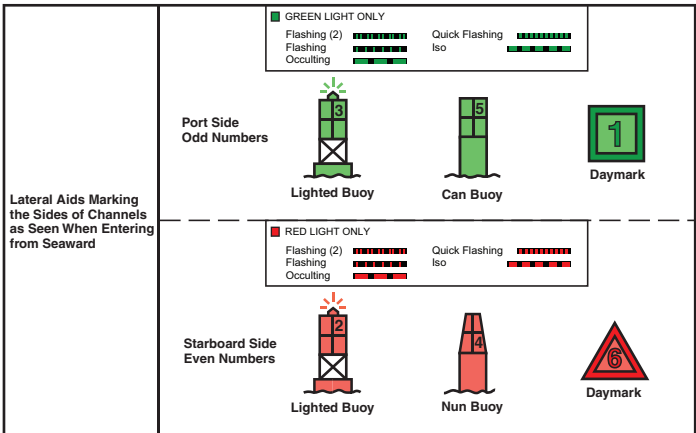 GREEN LIGHT ONLY
Flashing (2)
Quick Flashing
Flashing
Iso
Occulting
Port Side
Odd Numbers
3
5
1
Lighted Buoy
Can Buoy
Daymark
Lateral Aids Marking
the Sides of Channels
as Seen When Entering
from Seaward
RED LIGHT ONLY
Flashing (2)
Quick Flashing
Flashing
Iso
Occulting
Starboard Side
Even Numbers
2
4
6
Lighted Buoy
Nun Buoy
Daymark